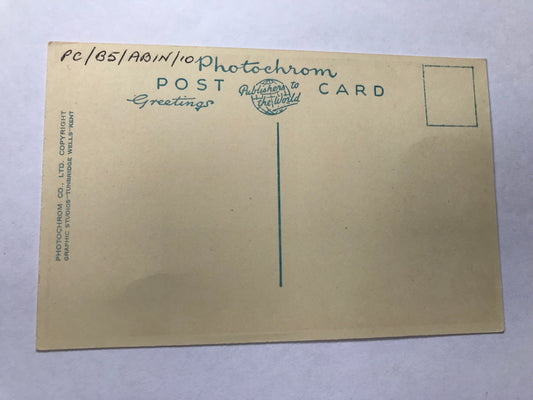 PC/B5/ABIN/10
Photochrom
POST CARD
Publishers to
the World
Greetings
PHOTOCHROM CO., LTD. COPYRIGHT
GRAPHIC STUDIOS-TUNBRIDGE WELLS-KENT